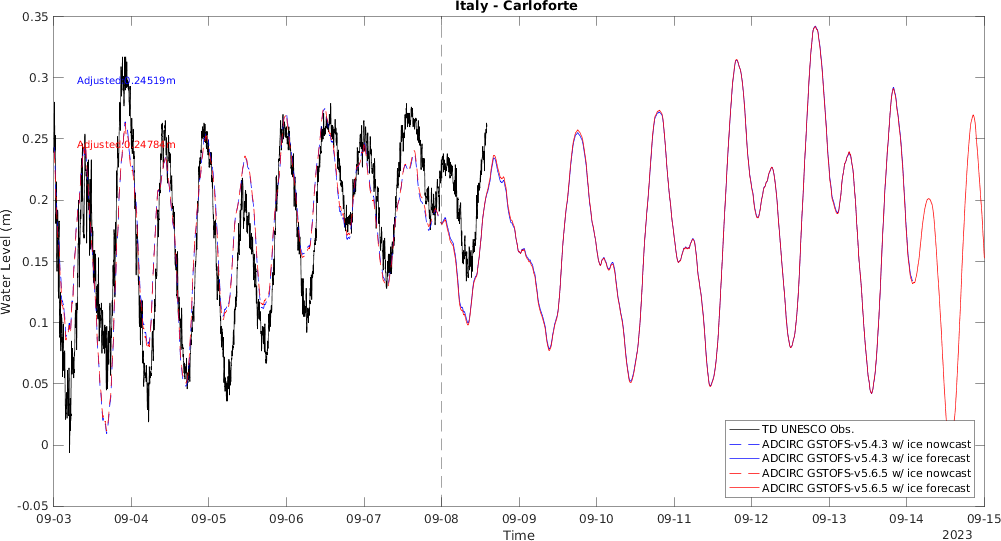 Italy - Carloforte
0.35
0.3
0.25
0.2
0.15
0.1
0.05
0
-0.05
Water Level (m)
Adjusted:0.24519m
Adjusted:0.24784m
TD UNESCO Obs.
ADCIRC GSTOFS-v5.4.3 w/ ice nowcast
ADCIRC GSTOFS-v5.4.3 w/ ice forecast
ADCIRC GSTOFS-v5.6.5 w/ ice nowcast
ADCIRC GSTOFS-v5.6.5 w/ ice forecast
09-03 09-04 09-05 09-06 09-07 09-08 09-09 09-10 09-11 09-12 09-13 09-14 09-15
Time
2023